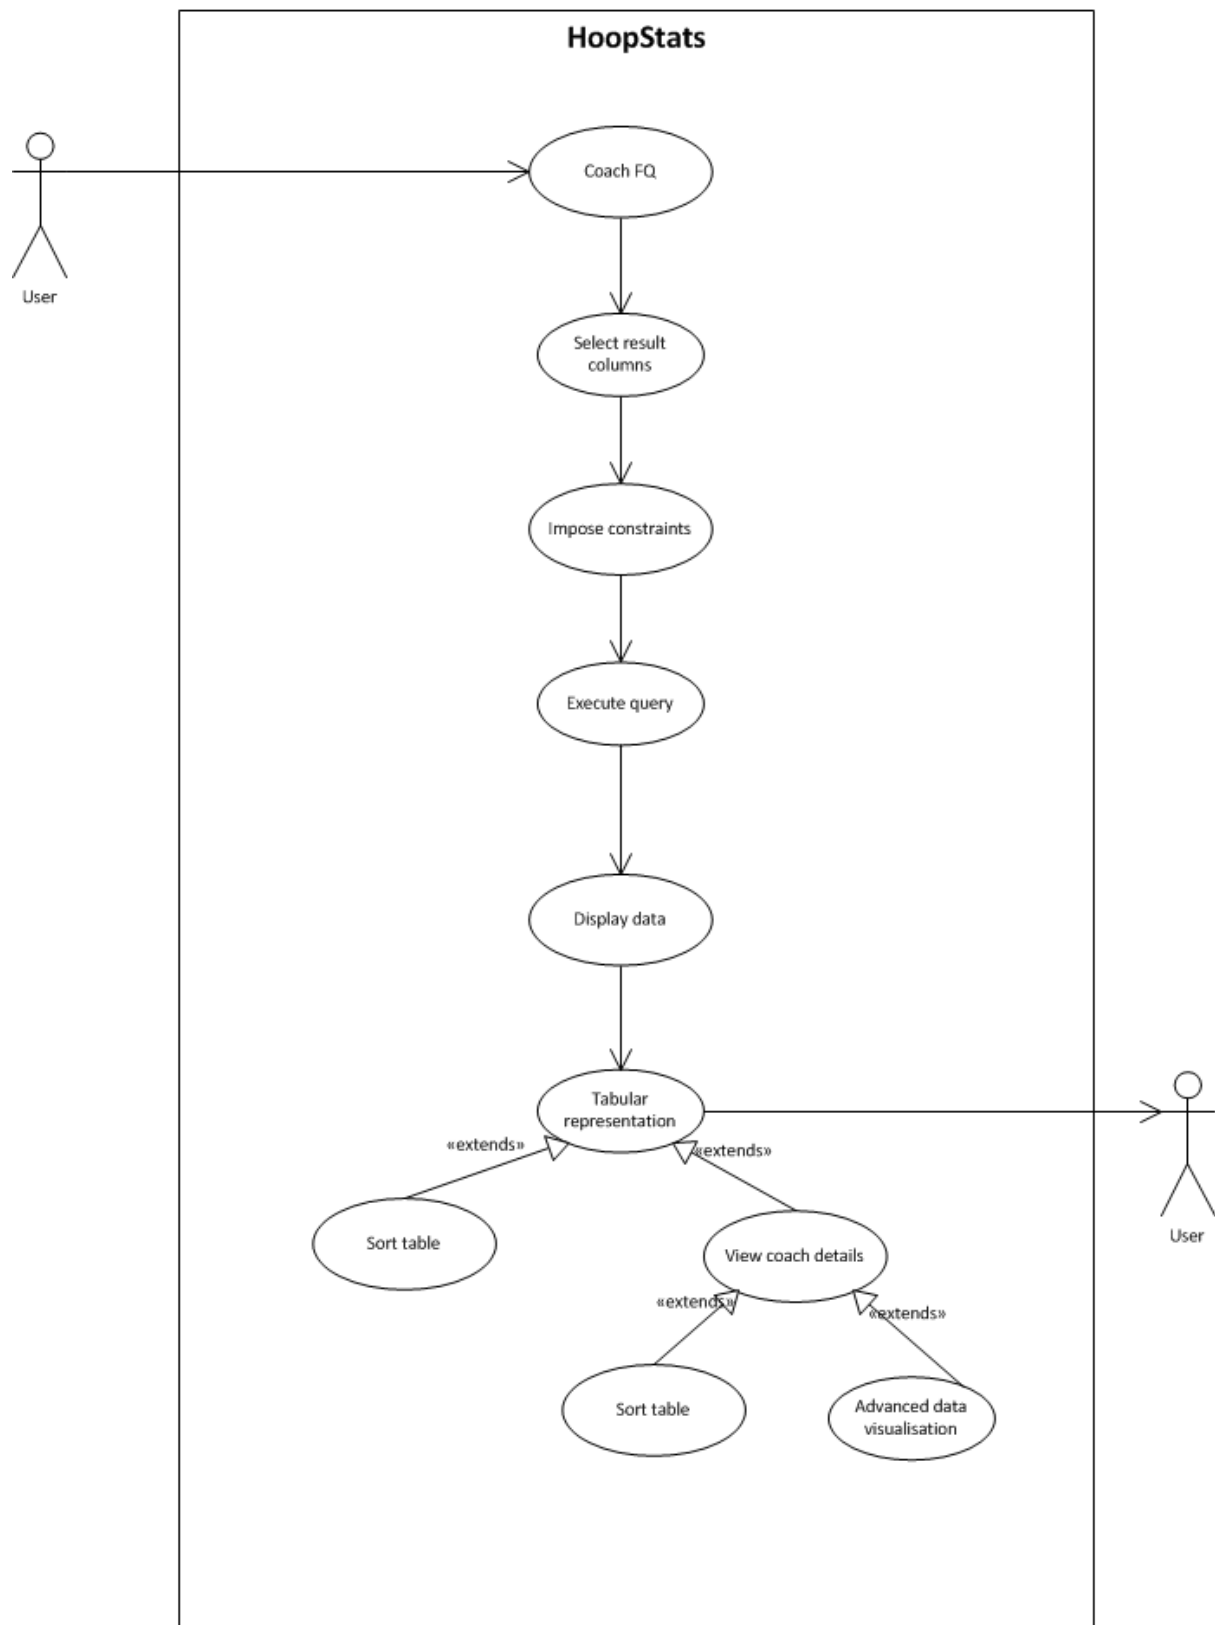 HoopStats
Coach FQ
User
Select result
columns
Impose constraints
Execute query
Display data
Tabular
representation
«extends»
«extends»
Sort table
View coach details
User
«extends»
«extends»
Sort table
Advanced data
visualisation